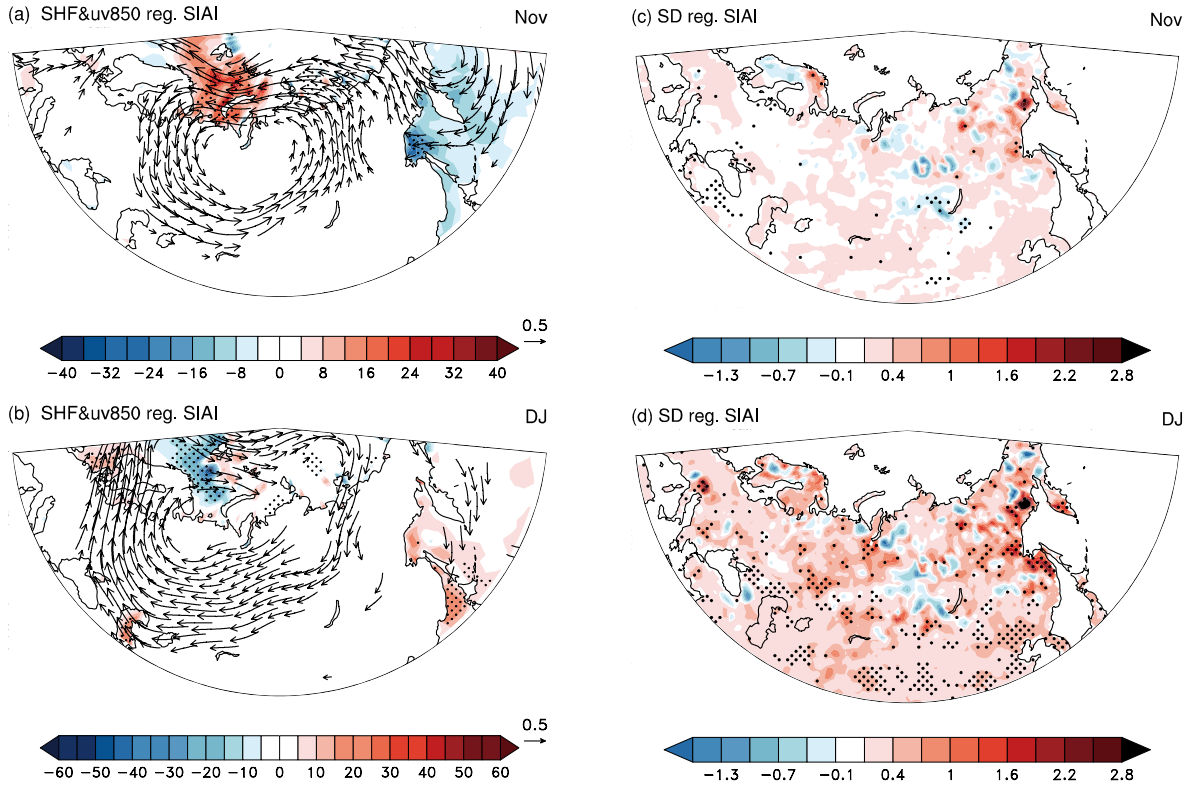 (a) SHF&uv850 reg. SIAI Nov
0.5
−40 −32 −24 −16 −8 0 8 16 24 32 40
(b) SHF&uv850 reg. SIAI DJ
0.5
−60 −50 −40 −30 −20 −10 0 10 20 30 40 50 60
(c) SD reg. SIAI Nov
−1.3 −0.7 −0.1 0.4 1 1.6 2.2 2.8
(d) SD reg. SIAI DJ
−1.3 −0.7 −0.1 0.4 1 1.6 2.2 2.8